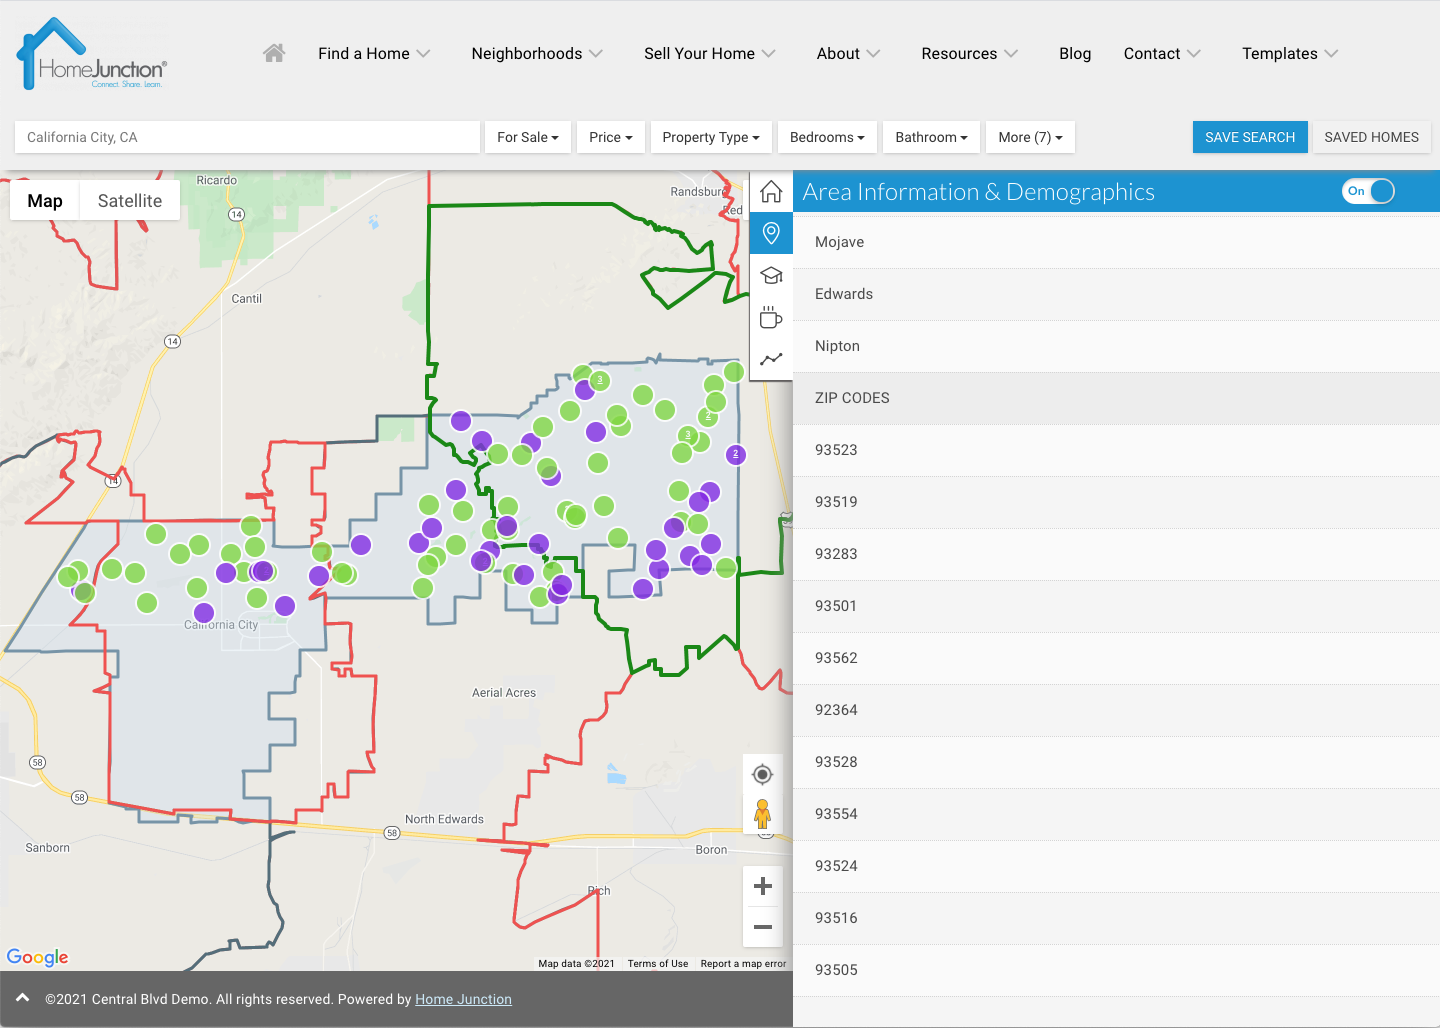 HomeJunction®
Connect. Share. Learn.
Find a Home
Neighborhoods
Sell Your Home
About
Resources
Blog
Contact
Templates
California City, CA
For Sale
Price
Property Type
Bedrooms
Bathroom
More (7)
SAVE SEARCH
SAVED HOMES
Map
Satellite
Ricardo
14
Randsburg
Red
Cantil
14
3
2
3
2
14
California City
Aerial Acres
58
58
North Edwards
58
58
Sanborn
Boron
Rich
Google
Map data ©2021
Terms of Use
Report a map error
Area Information & Demographics
On
Mojave
Edwards
Nipton
ZIP CODES
93523
93519
93283
93501
93562
92364
93528
93554
93524
93516
93505
©2021 Central Blvd Demo. All rights reserved. Powered by Home Junction